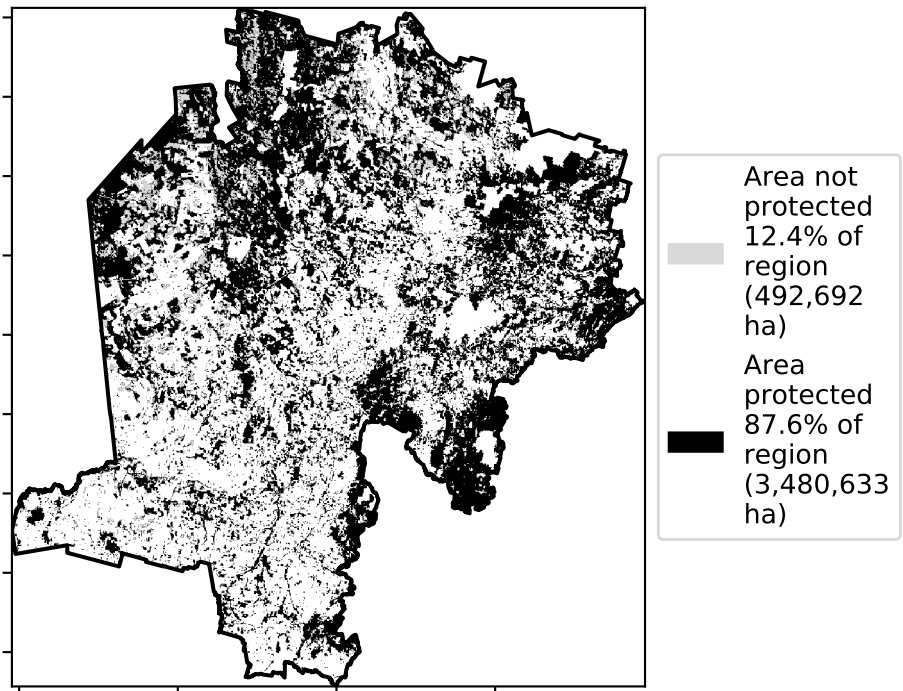 Area not
protected
12.4% of
region
(492,692
ha)
Area
protected
87.6% of
region
(3,480,633
ha)